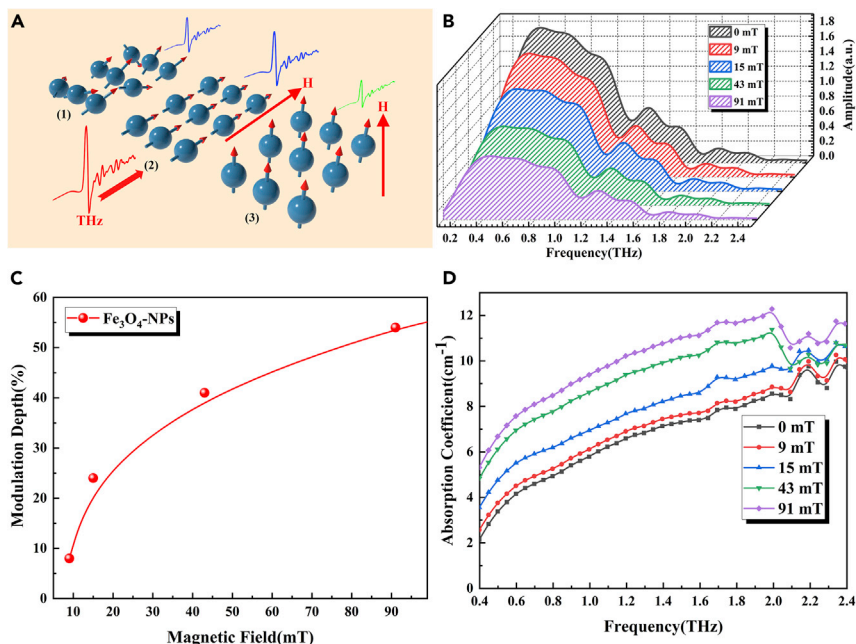 A
H
H
(1)
(2)
(3)
THz
B
0 mT
9 mT
15 mT
43 mT
91 mT
1.8
1.6
1.4
1.2
1.0
0.8
0.6
0.4
0.2
0.0
Amplitude(a.u.)
0.2 0.4 0.6 0.8 1.0 1.2 1.4 1.6 1.8 2.0 2.2 2.4
Frequency(THz)
C
Fe₃O₄-NPs
60
50
40
30
20
10
0
Modulation Depth(%)
10 20 30 40 50 60 70 80 90
Magnetic Field(mT)
D
12
10
8
6
4
2
0
Absorption Coefficient(cm⁻¹)
0 mT
9 mT
15 mT
43 mT
91 mT
0.4 0.6 0.8 1.0 1.2 1.4 1.6 1.8 2.0 2.2 2.4
Frequency(THz)